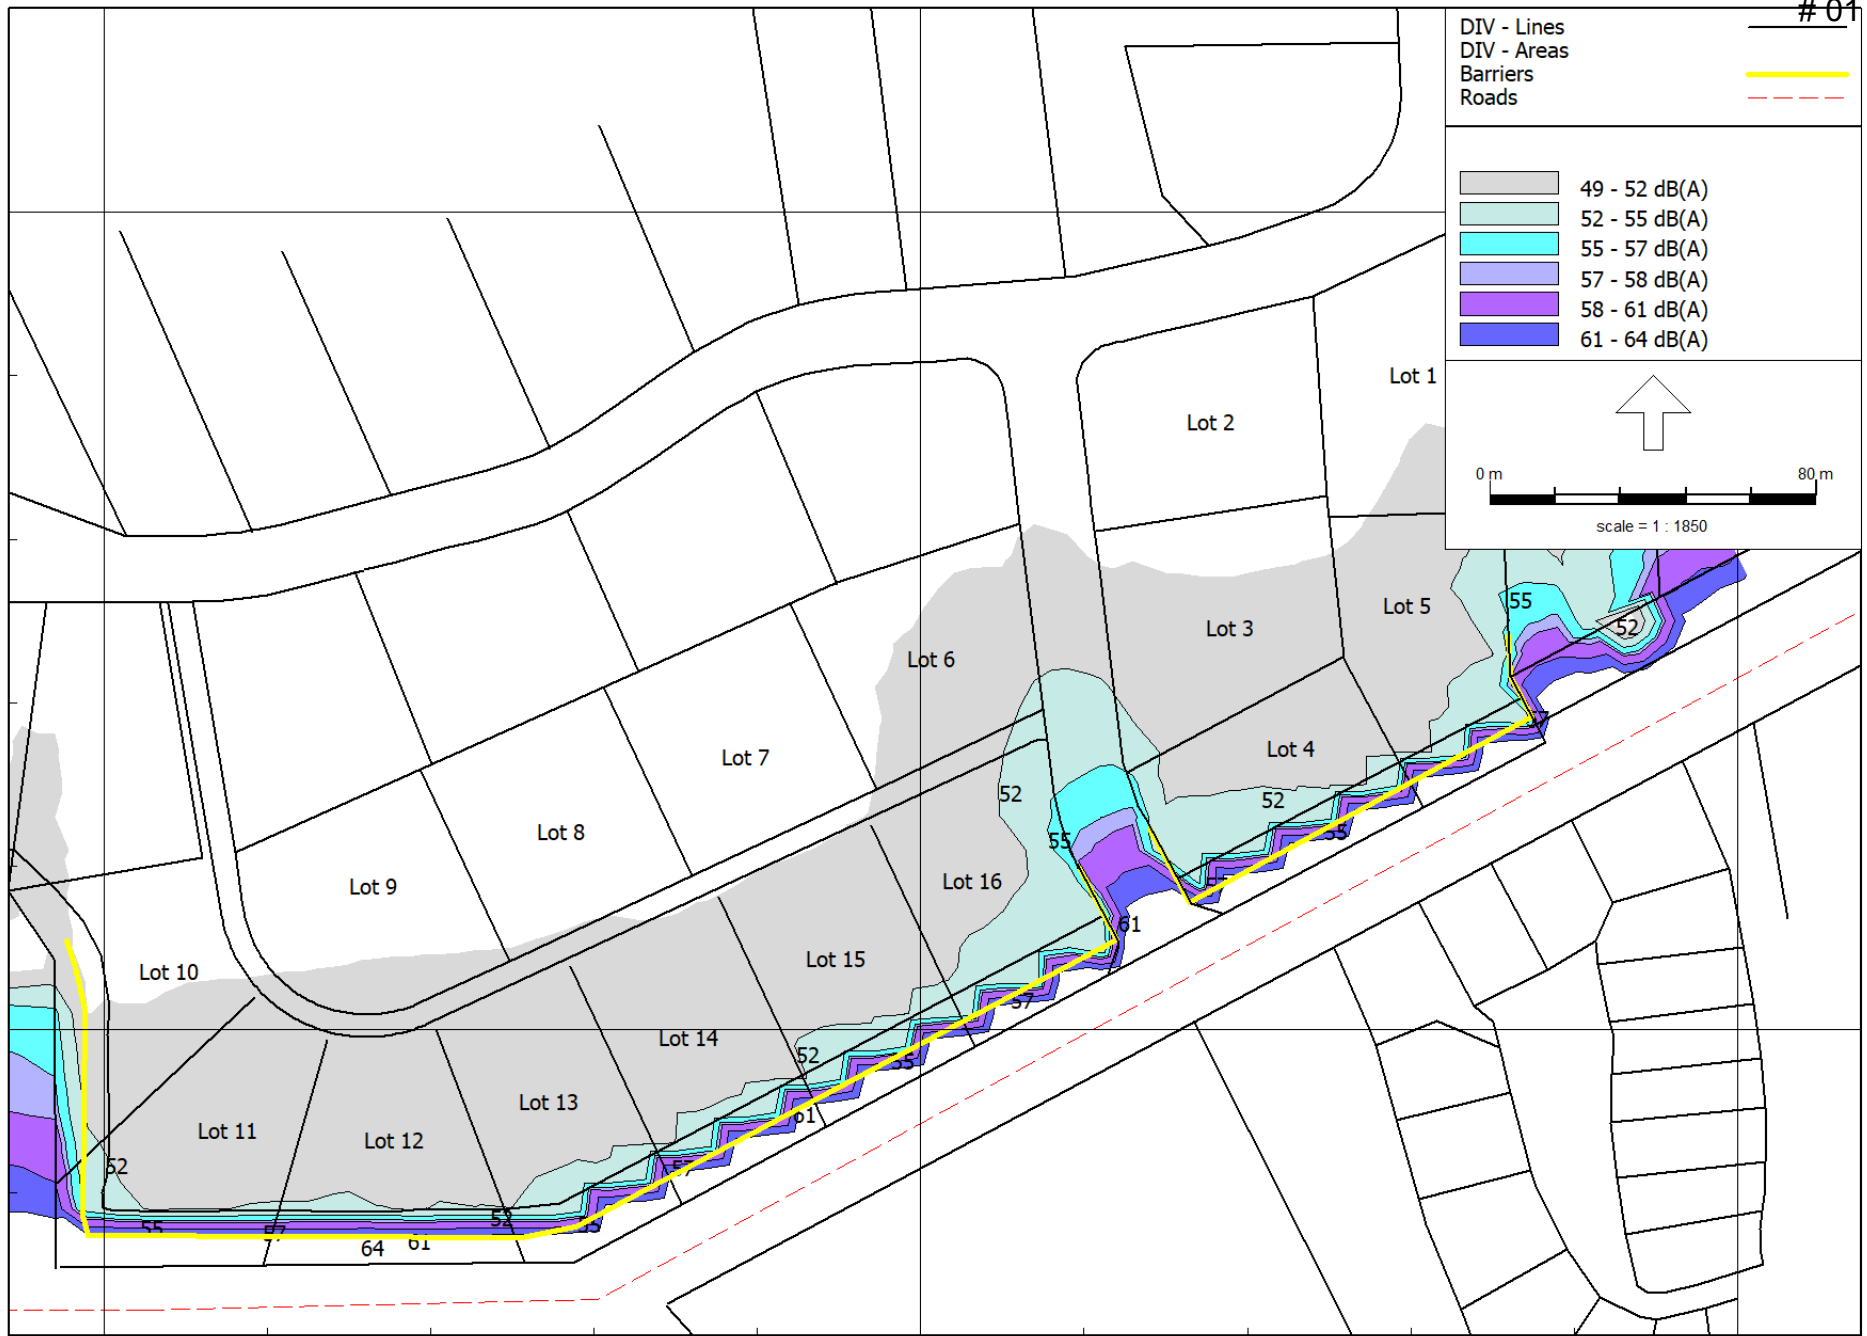 # 01
DIV - Lines
DIV - Areas
Barriers
Roads
49 - 52 dB(A)
52 - 55 dB(A)
55 - 57 dB(A)
57 - 58 dB(A)
58 - 61 dB(A)
61 - 64 dB(A)
0 m 80 m
scale = 1 : 1850
Lot 1
Lot 2
Lot 5
55
Lot 3
52
Lot 6
Lot 4
Lot 7
52
52
Lot 8
55
55
Lot 9
Lot 16
61
Lot 15
Lot 10
57
Lot 14
52
55
Lot 13
61
Lot 11
Lot 12
52
57
52
55
57
64
61